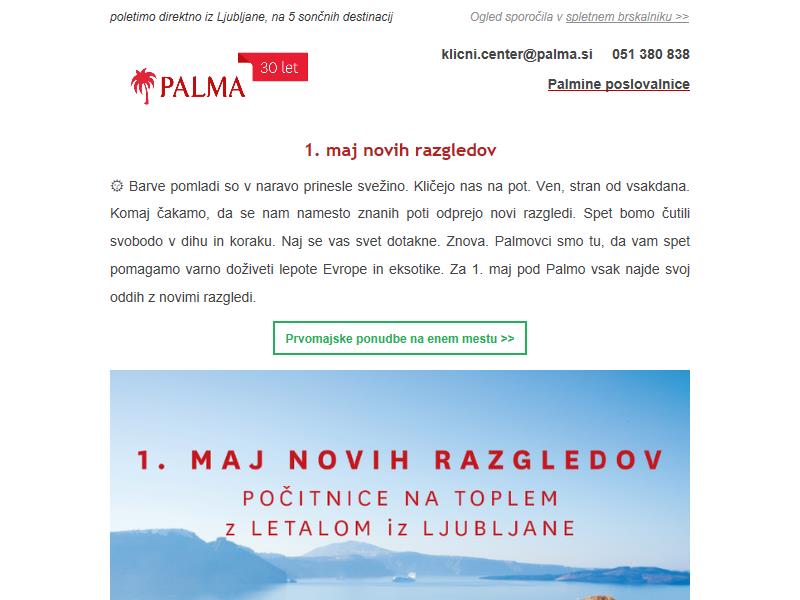 poletimo direktno iz Ljubljane, na 5 sončnih destinacij
Ogled sporočila v spletnem brskalniku >>
PALMA
30 let
klicni.center@palma.si 051 380 838
Palmine poslovalnice
1. maj novih razgledov
Barve pomladi so v naravo prinesle svežino. Kličejo nas na pot. Ven, stran od vsakdana.
Komaj čakamo, da se nam namesto znanih poti odprejo novi razgledi. Spet bomo čutili
svobodo v dihu in koraku. Naj se vas svet dotakne. Znova. Palmovci smo tu, da vam spet
pomagamo varno doživeti lepote Evrope in eksotike. Za 1. maj pod Palmo vsak najde svoj
oddih z novimi razgledi.
Prvomajske ponudbe na enem mestu >>
1. MAJ NOVIH RAZGLEDOV
POČITNICE NA TOPLEM
z LETALOM iz LJUBLJANE